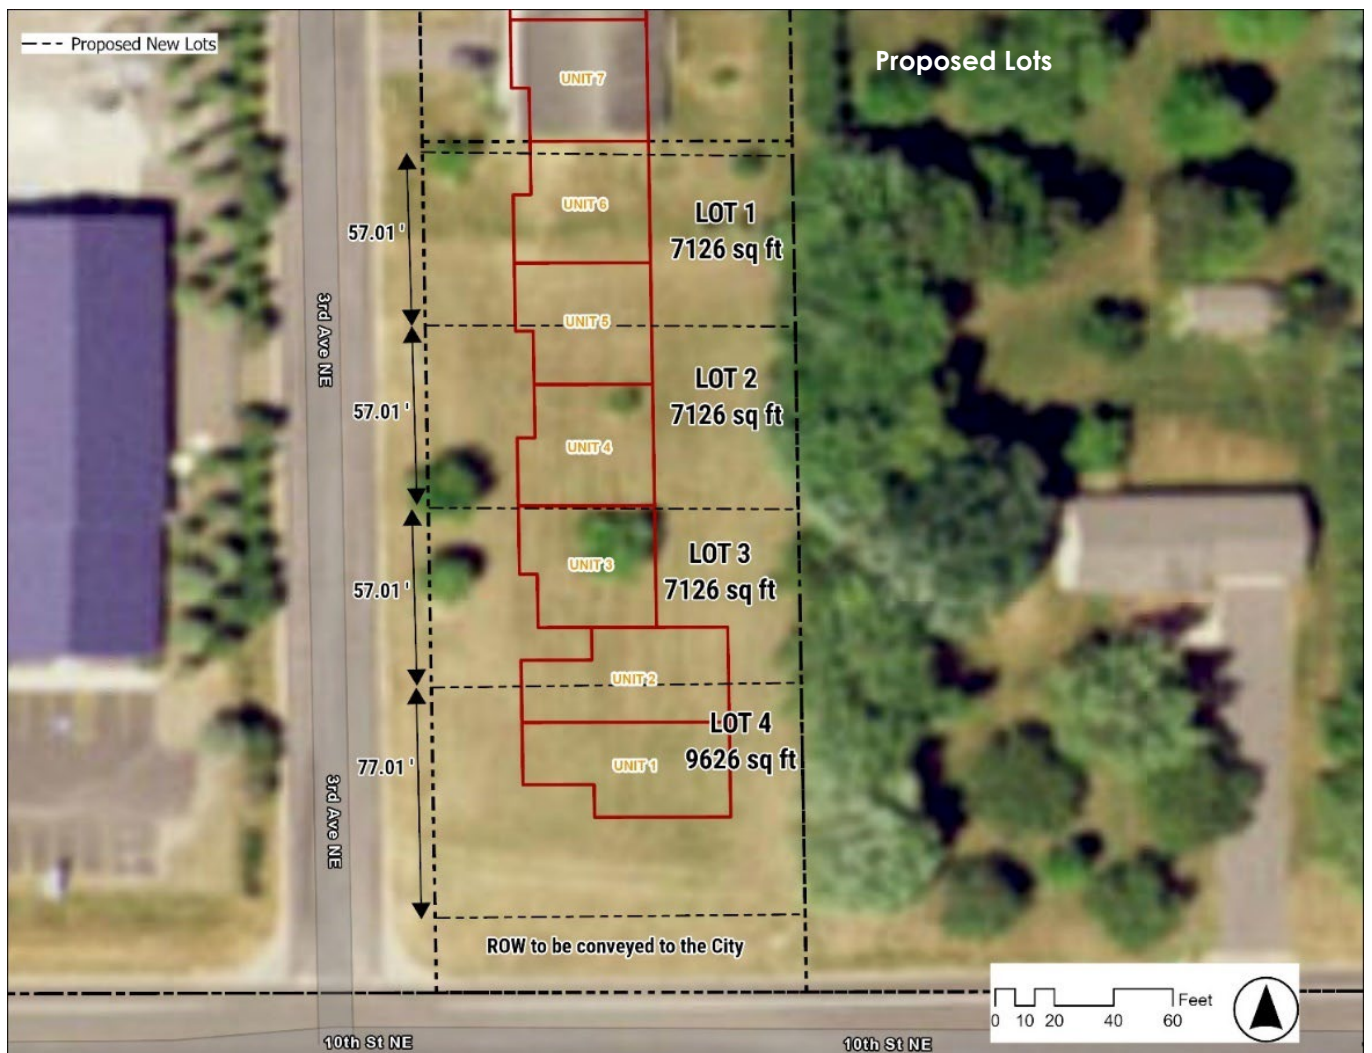 Proposed New Lots
Proposed Lots
UNIT 7
UNIT 6
LOT 1
7126 sq ft
57.01 '
3rd Ave NE
UNIT 5
LOT 2
7126 sq ft
57.01 '
UNIT 4
LOT 3
7126 sq ft
UNIT 3
57.01 '
UNIT 2
LOT 4
9626 sq ft
UNIT 1
77.01 '
3rd Ave NE
ROW to be conveyed to the City
Feet
0 10 20 40 60
10th St NE
10th St NE